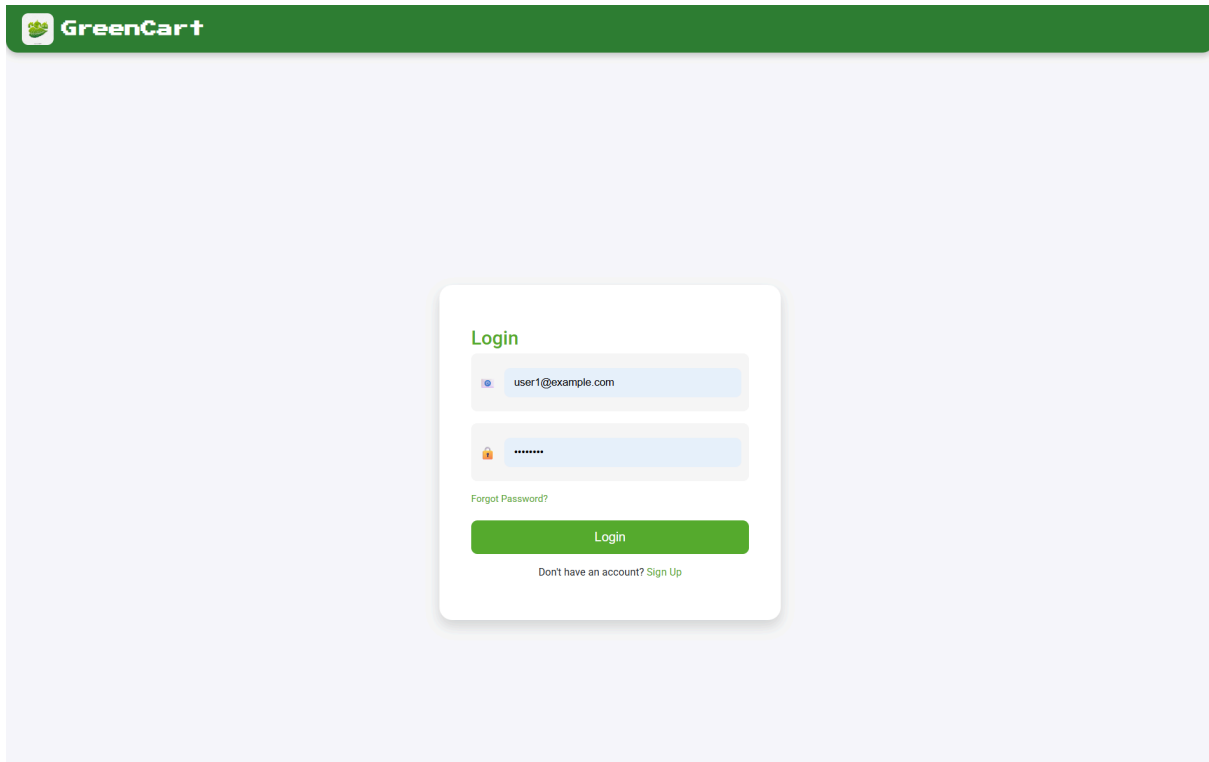 GreenCart
Login
user1@example.com
••••••••
Forgot Password?
Login
Don't have an account? Sign Up